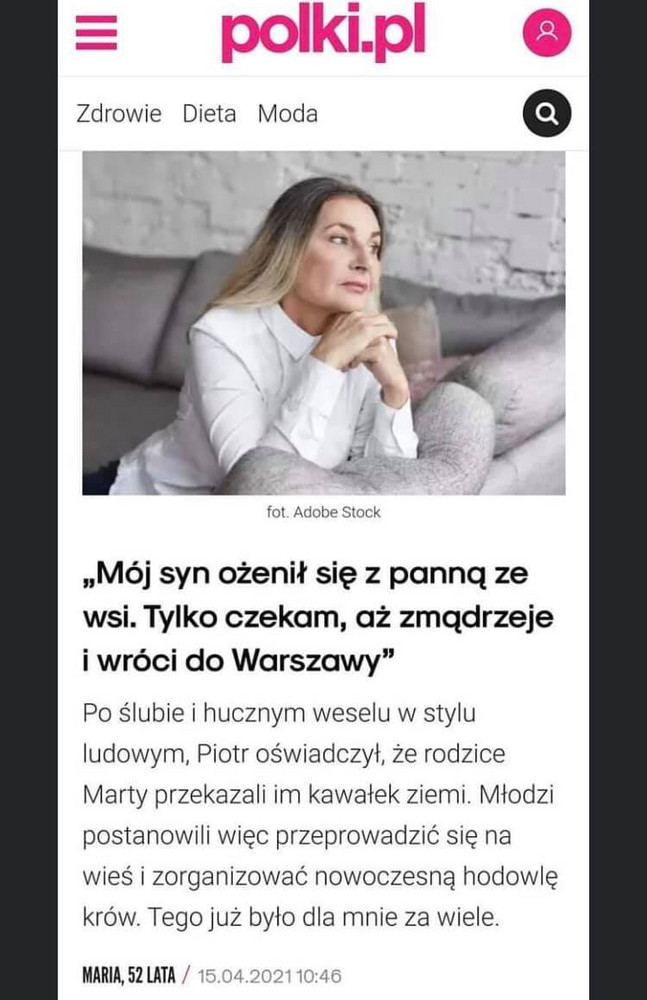 polki.pl
Zdrowie Dieta Moda
fot. Adobe Stock
„Mój syn ożenił się z panną ze
wsi. Tylko czekam, aż zmądrzeje
i wróci do Warszawy”
Po ślubie i hucznym weselu w stylu
ludowym, Piotr oświadczył, że rodzice
Marty przekazali im kawałek ziemi. Młodzi
postanowili więc przeprowadzić się na
wieś i zorganizować nowoczesną hodowlę
krów. Tego już było dla mnie za wiele.
MARIA, 52 LATA / 15.04.2021 10:46